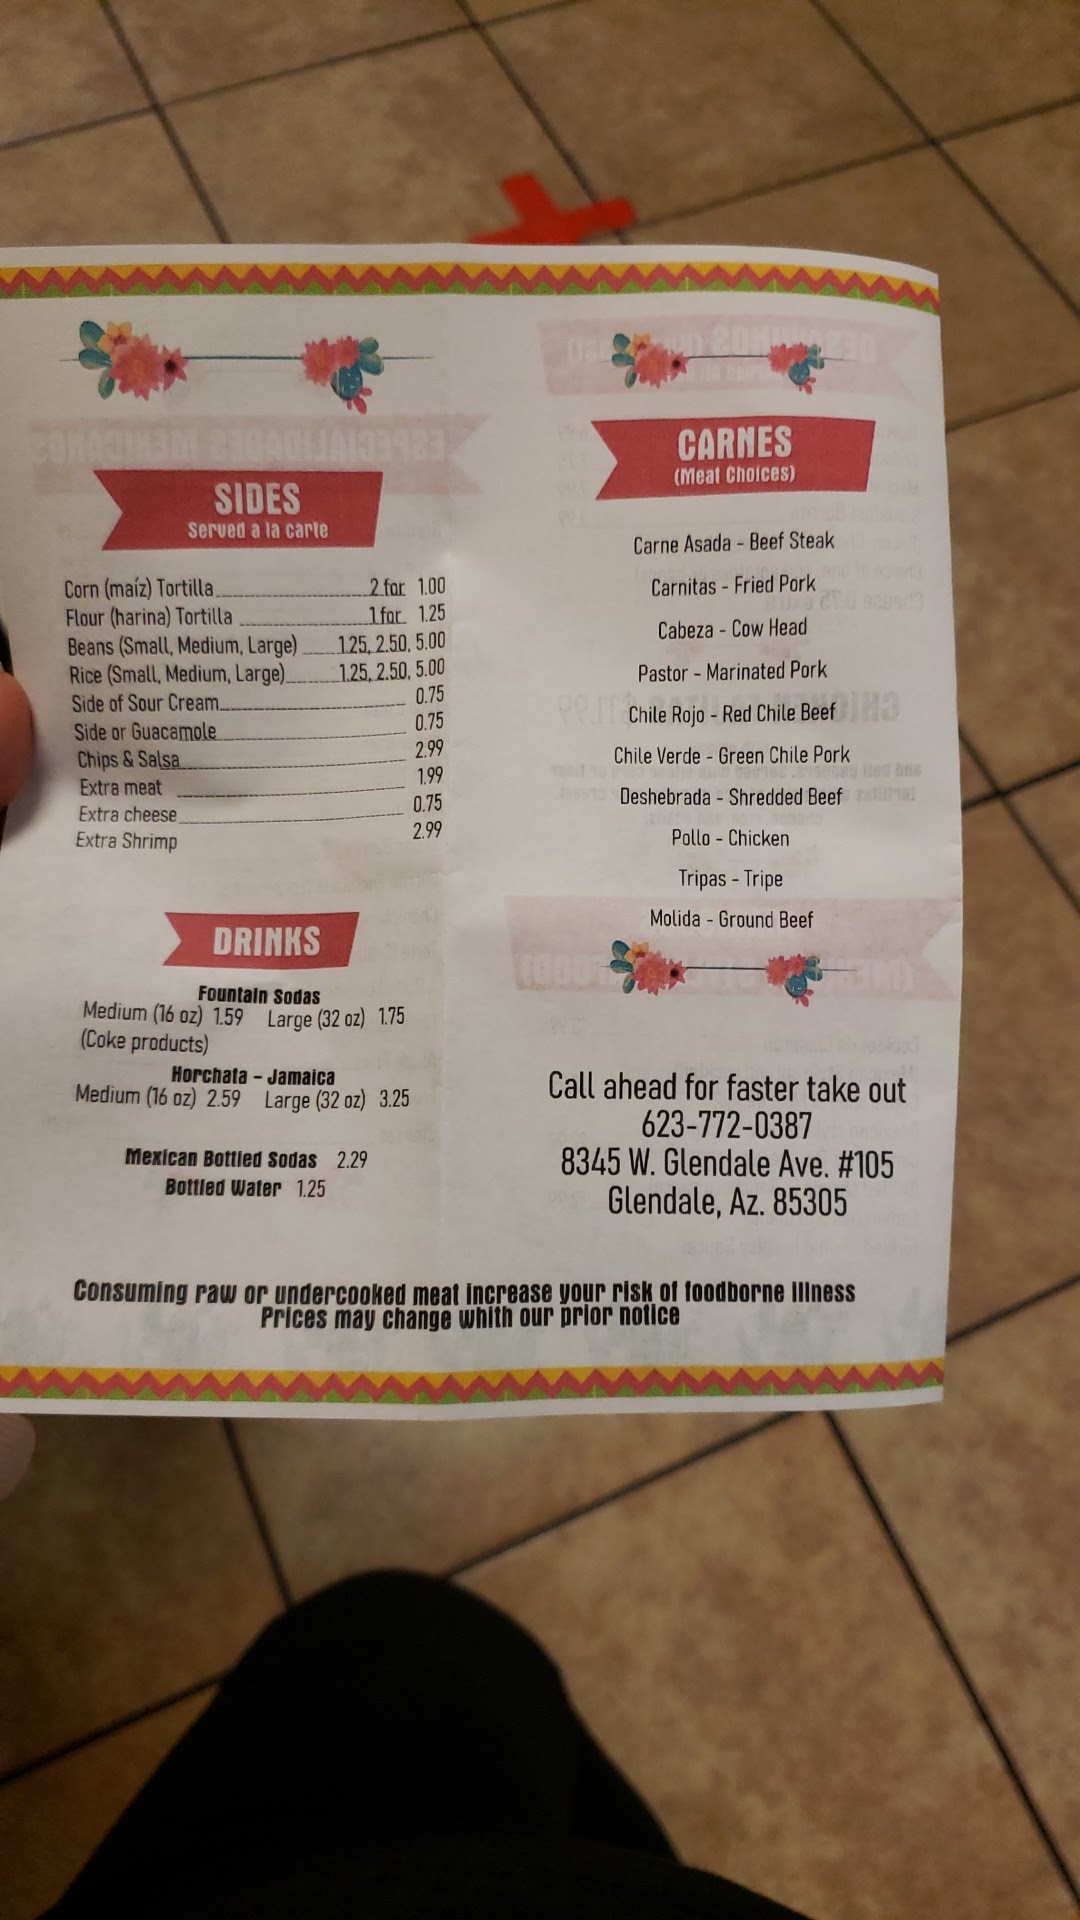 SIDES
Served a la carte
Corn (maíz) Tortilla 2 for 1.00
Flour (harina) Tortilla 1 for 1.25
Beans (Small, Medium, Large) 1.25, 2.50, 5.00
Rice (Small, Medium, Large) 1.25, 2.50, 5.00
Side of Sour Cream 0.75
Side or Guacamole 0.75
Chips & Salsa 2.99
Extra meat 1.99
Extra cheese 0.75
Extra Shrimp 2.99
DRINKS
Fountain Sodas
Medium (16 oz) 1.59 Large (32 oz) 1.75
(Coke products)
Horchata - Jamaica
Medium (16 oz) 2.59 Large (32 oz) 3.25
Mexican Bottled Sodas 2.29
Bottled Water 1.25
CARNES
(Meat Choices)
Carne Asada - Beef Steak
Carnitas - Fried Pork
Cabeza - Cow Head
Pastor - Marinated Pork
Chile Rojo - Red Chile Beef
Chile Verde - Green Chile Pork
Deshebrada - Shredded Beef
Pollo - Chicken
Tripas - Tripe
Molida - Ground Beef
Call ahead for faster take out
623-772-0387
8345 W. Glendale Ave. #105
Glendale, Az. 85305
Consuming raw or undercooked meat increase your risk of foodborne illness
Prices may change whith our prior notice